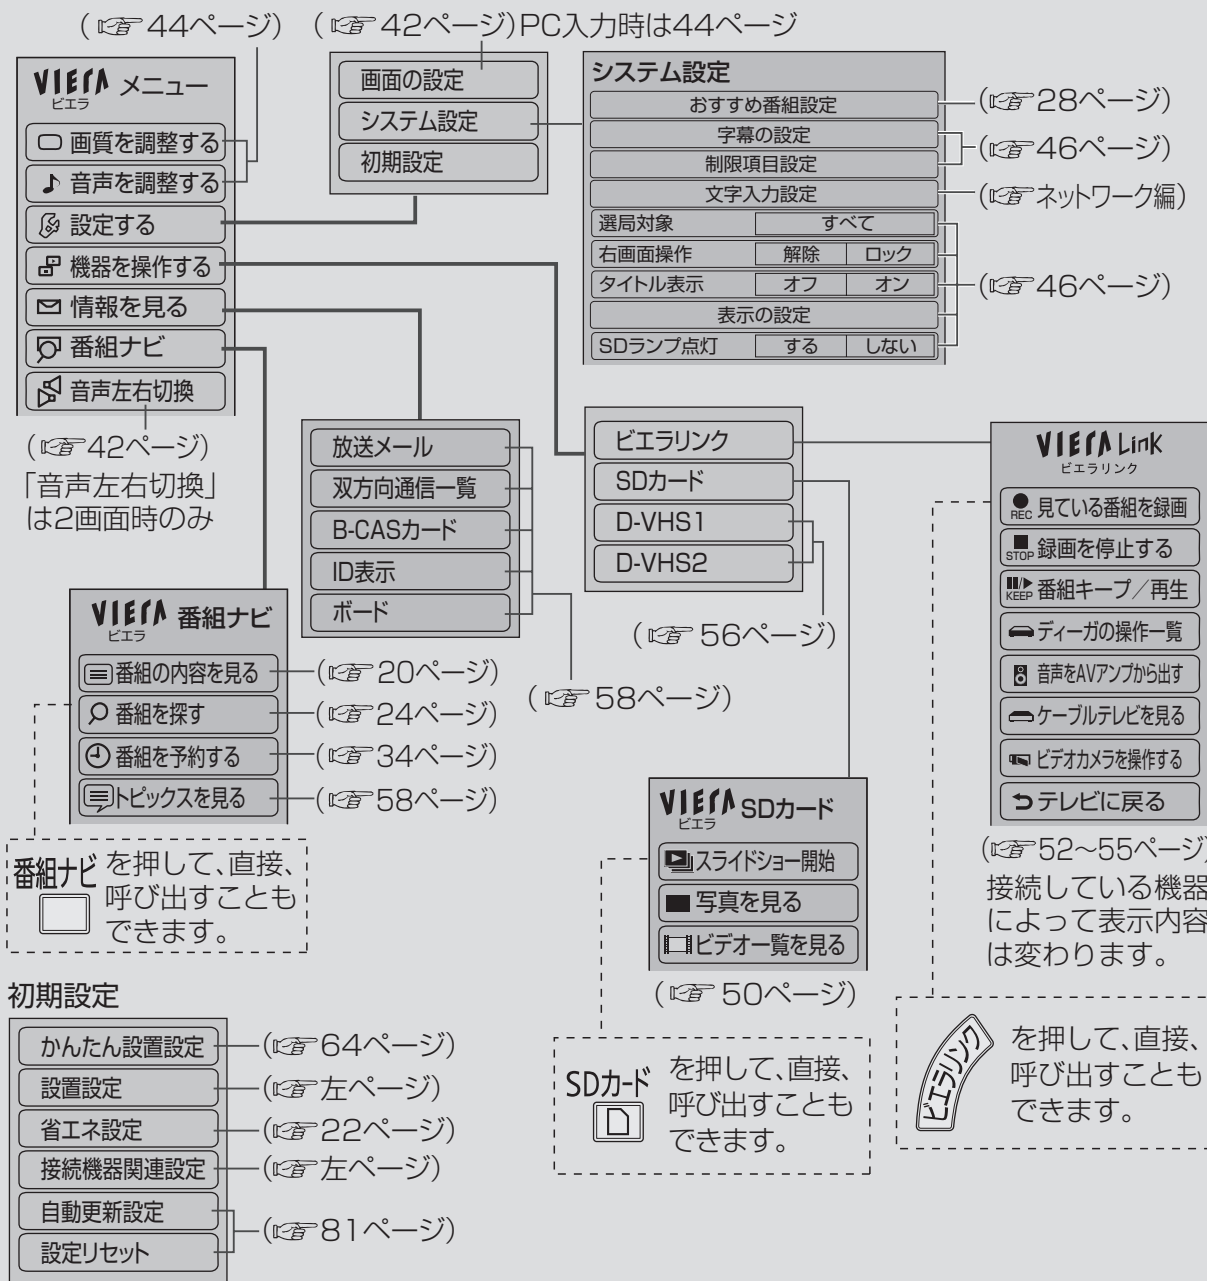 (☞44ページ)
(☞42ページ)PC入力時は44ページ
VIERA メニュー
ビエラ
画質を調整する
音声を調整する
設定する
機器を操作する
情報を見る
番組ナビ
音声左右切換
(☞42ページ)
「音声左右切換」
は2画面時のみ
画面の設定
システム設定
初期設定
システム設定
おすすめ番組設定
(☞28ページ)
字幕の設定
制限項目設定
(☞46ページ)
文字入力設定
(☞ネットワーク編)
選局対象 すべて
右画面操作 解除 ロック
タイトル表示 オフ オン
表示の設定
SDランプ点灯 する しない
(☞46ページ)
放送メール
双方向通信一覧
B-CASカード
ID表示
ボード
(☞58ページ)
ビエラリンク
SDカード
D-VHS1
D-VHS2
(☞56ページ)
VIERA Link
ビエラリンク
REC 見ている番組を録画
STOP 録画を停止する
KEEP 番組キープ/再生
ディーガの操作一覧
音声をAVアンプから出す
ケーブルテレビを見る
ビデオカメラを操作する
テレビに戻る
(☞52~55ページ)
接続している機器
によって表示内容
は変わります。
ビエラリンク
を押して、直接、
呼び出すことも
できます。
VIERA 番組ナビ
ビエラ
番組の内容を見る (☞20ページ)
番組を探す (☞24ページ)
番組を予約する (☞34ページ)
トピックスを見る (☞58ページ)
番組ナビ を押して、直接、
呼び出すことも
できます。
VIERA SDカード
ビエラ
スライドショー開始
写真を見る
ビデオ一覧を見る
(☞50ページ)
SDカード を押して、直接、
呼び出すことも
できます。
初期設定
かんたん設置設定 (☞64ページ)
設置設定 (☞左ページ)
省エネ設定 (☞22ページ)
接続機器関連設定 (☞左ページ)
自動更新設定
設定リセット
(☞81ページ)